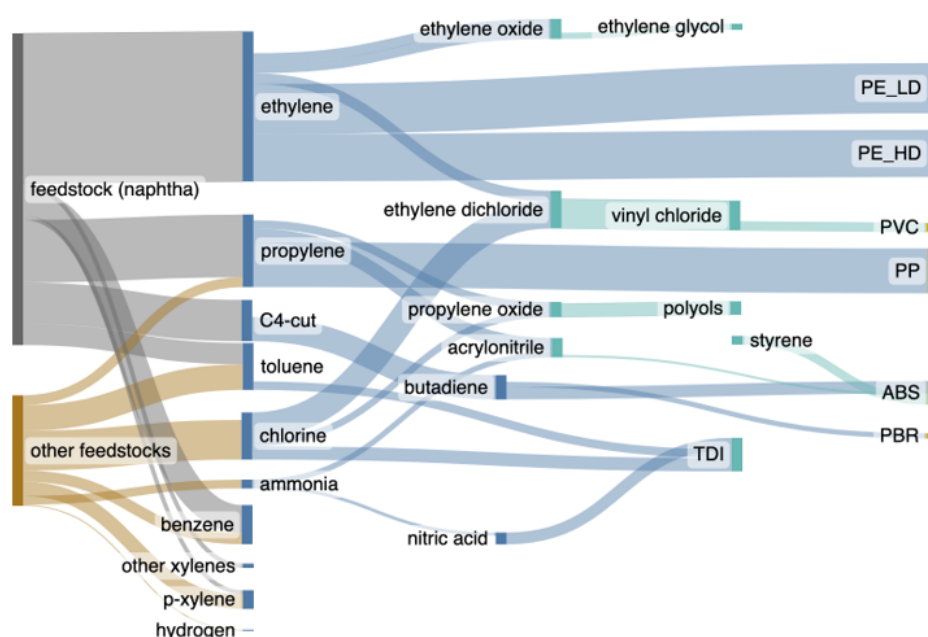 ethylene oxide
ethylene glycol
PE_LD
ethylene
PE_HD
feedstock (naphtha)
ethylene dichloride
vinyl chloride
PVC
propylene
PP
propylene oxide
polyols
C4-cut
styrene
acrylonitrile
toluene
butadiene
ABS
chlorine
PBR
other feedstocks
TDI
ammonia
benzene
nitric acid
other xylenes
p-xylene
hydrogen